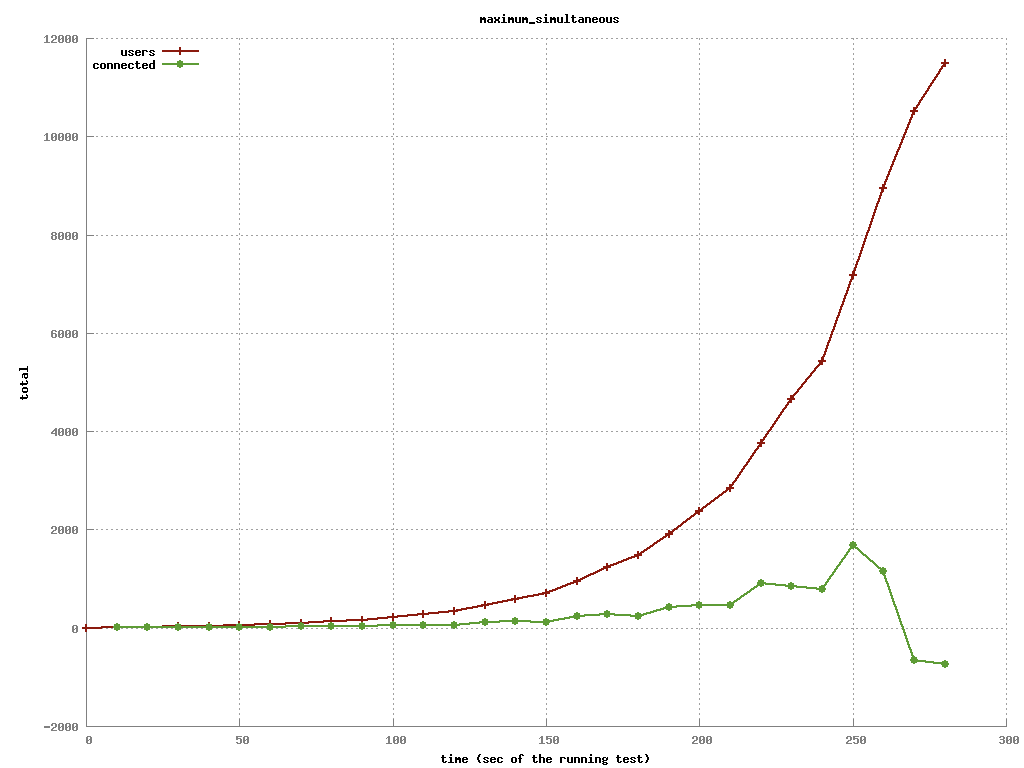 maximum_simultaneous
12000
users
connected
10000
8000
6000
total
4000
2000
0
-2000
0 50 100 150 200 250 300
time (sec of the running test)